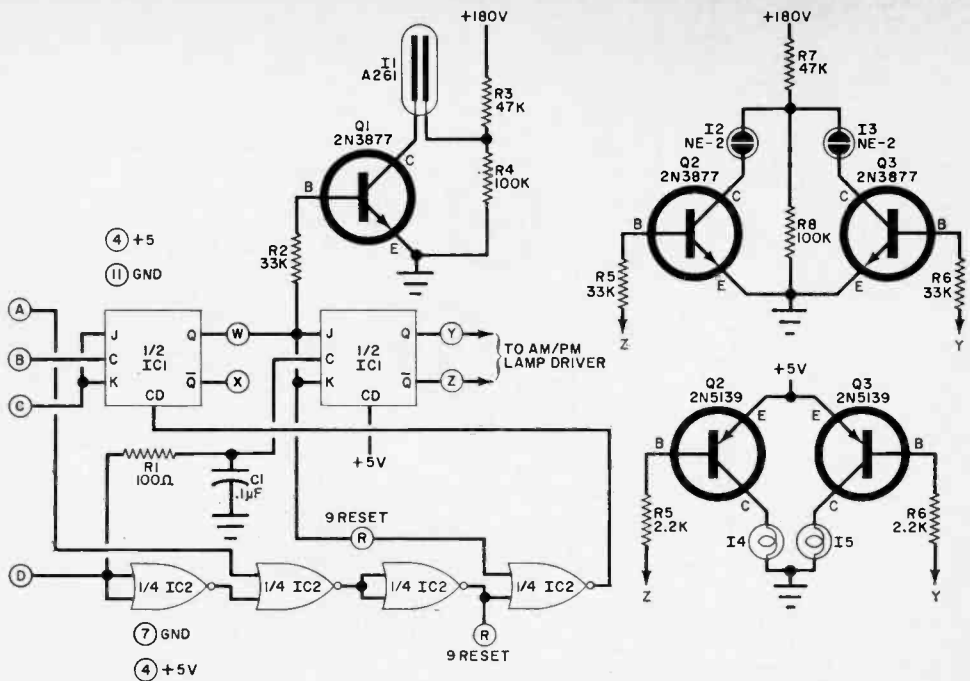 +180V
I1
A261
R3
47K
Q1
2N3877
C
B
R4
100K
E
R2
33K
④ +5
⑪ GND
A
B
C
J
Q
W
C
1/2
IC1
K
Q̅
X
CD
J
Q
Y
C
1/2
IC1
K
Q̅
Z
CD
TO AM/PM
LAMP DRIVER
+5V
R1
100Ω
C1
.1µF
9 RESET
R
D
1/4 IC2
1/4 IC2
1/4 IC2
1/4 IC2
R
9 RESET
⑦ GND
④ +5V
+180V
R7
47K
I2
NE-2
I3
NE-2
Q2
2N3877
Q3
2N3877
C
C
B
B
R8
100K
E
E
R5
33K
R6
33K
Z
Y
+5V
Q2
2N5139
Q3
2N5139
E
E
B
B
C
C
R5
2.2K
R6
2.2K
I4
I5
Z
Y